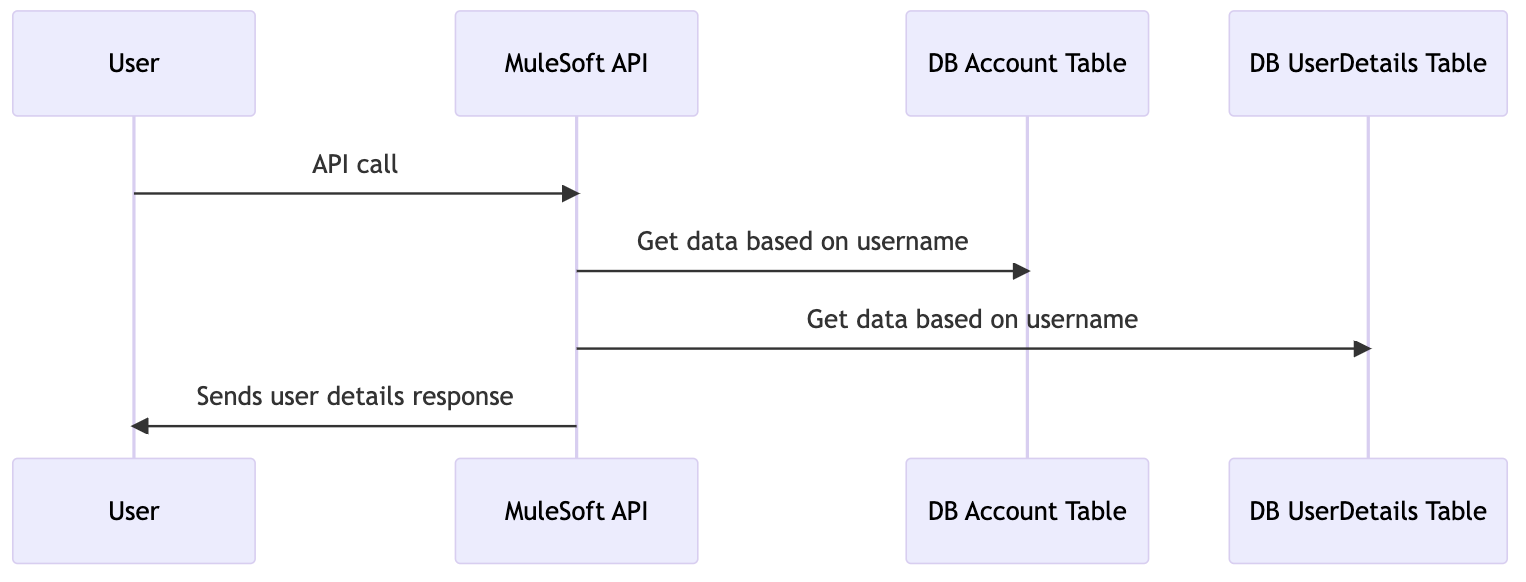 User
MuleSoft API
DB Account Table
DB UserDetails Table
API call
Get data based on username
Get data based on username
Sends user details response
User
MuleSoft API
DB Account Table
DB UserDetails Table